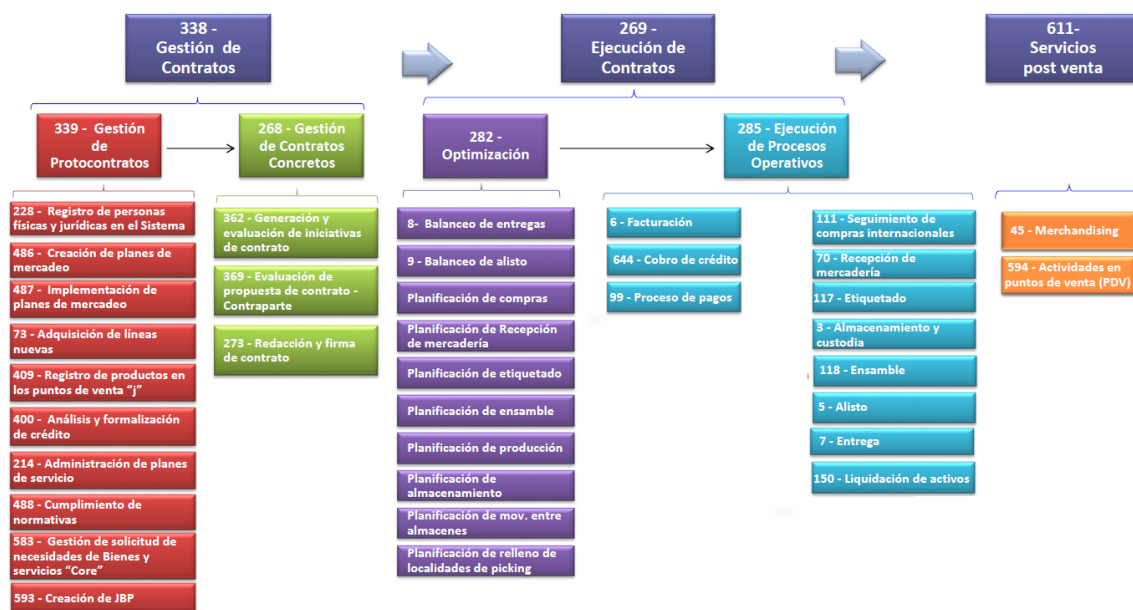 338 -
Gestión de
Contratos
269 -
Ejecución de
Contratos
611-
Servicios
post venta
339 - Gestión
de
Protocontratos
268 - Gestión
de Contratos
Concretos
282 -
Optimización
285 - Ejecución
de Procesos
Operativos
228 - Registro de personas
físicas y jurídicas en el Sistema
486 - Creación de planes de
mercadeo
487 - Implementación de
planes de mercadeo
73 - Adquisición de líneas
nuevas
409 - Registro de productos en
los puntos de venta “j”
400 - Análisis y formalización
de crédito
214 - Administración de planes
de servicio
488 - Cumplimiento de
normativas
583 - Gestión de solicitud de
necesidades de Bienes y
servicios “Core”
593 - Creación de JBP
362 - Generación y
evaluación de iniciativas
de contrato
369 - Evaluación de
propuesta de contrato -
Contraparte
273 - Redacción y firma
de contrato
8- Balanceo de entregas
9 - Balanceo de alisto
Planificación de compras
Planificación de Recepción
de mercadería
Planificación de etiquetado
Planificación de ensamble
Planificación de producción
Planificación de
almacenamiento
Planificación de mov. entre
almacenes
Planificación de relleno de
localidades de picking
6 - Facturación
644 - Cobro de crédito
99 - Proceso de pagos
111 - Seguimiento de
compras internacionales
70 - Recepción de
mercadería
117 - Etiquetado
3 - Almacenamiento y
custodia
118 - Ensamble
5 - Alisto
7 - Entrega
150 - Liquidación de activos
45 - Merchandising
594 - Actividades en
puntos de venta (PDV)